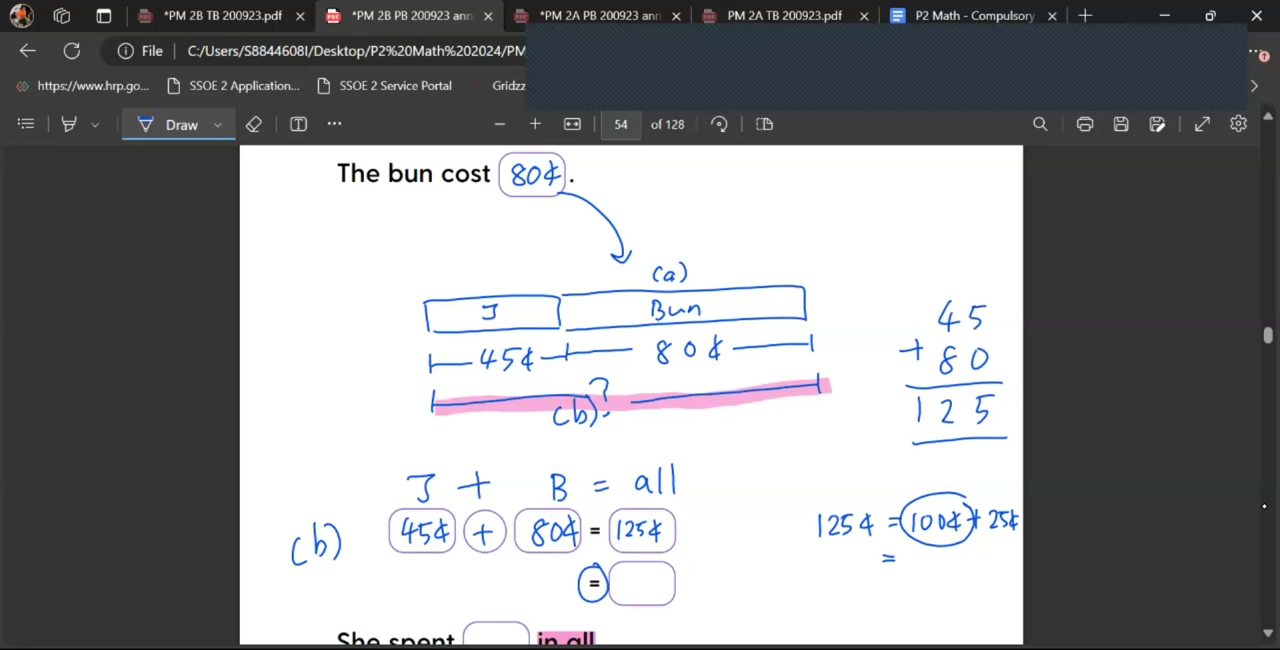 *PM 2B TB 200923.pdf *PM 2B PB 200923 ann *PM 2A PB 200923 ann PM 2A TB 200923.pdf P2 Math - Compulsory
File C:/Users/S8844608I/Desktop/P2%20Math%202024/PM
https://www.hrp.go... SSOE 2 Application... SSOE 2 Service Portal Gridzz
Draw 54 of 128
The bun cost 80¢.
(a)
J Bun
45¢ 80¢
?
(b)?
45
+ 80
125
J + B = all
(b) 45¢ + 80¢ = 125¢
=
125¢ = 100¢ + 25¢
=
She spent in all